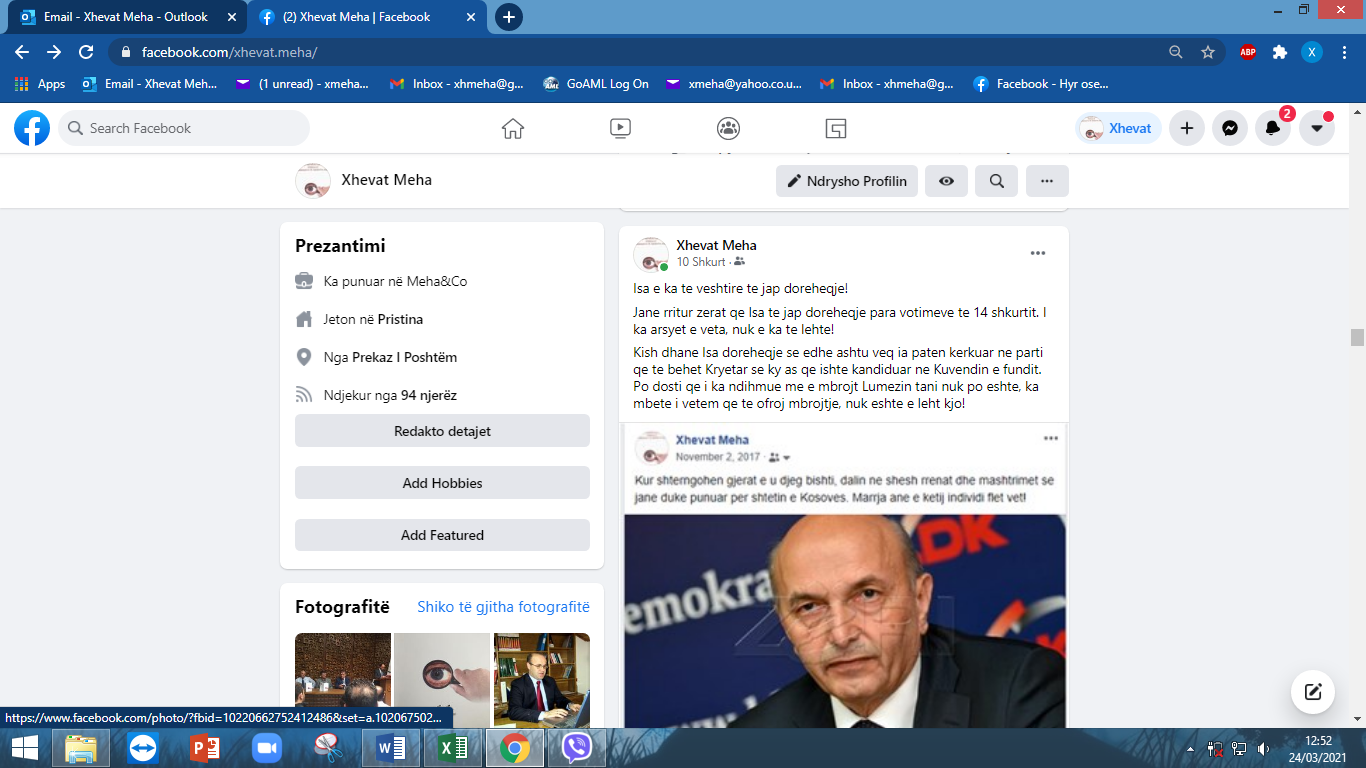 Email - Xhevat Meha - Outlook
(2) Xhevat Meha | Facebook
facebook.com/xhevat.meha/
ABP
X
Apps
Email - Xhevat Meh...
(1 unread) - xmeha...
Inbox - xhmeha@g...
GoAML Log On
xmeha@yahoo.co.u...
Inbox - xhmeha@g...
Facebook - Hyr ose...
Search Facebook
Xhevat
2
Xhevat Meha
Ndrysho Profilin
Prezantimi
Ka punuar në Meha&Co
Jeton në Pristina
Nga Prekaz I Poshtëm
Ndjekur nga 94 njerëz
Redakto detajet
Add Hobbies
Add Featured
Fotografitë
Shiko të gjitha fotografitë
Xhevat Meha
10 Shkurt ·
Isa e ka te veshtire te jap doreheqje!
Jane rritur zerat qe Isa te jap doreheqje para votimeve te 14 shkurtit. I
ka arsyet e veta, nuk e ka te lehte!
Kish dhane Isa doreheqje se edhe ashtu veq ia paten kerkuar ne parti
qe te behet Kryetar se ky as qe ishte kandiduar ne Kuvendin e fundit.
Po dosti qe i ka ndihmue me e mbrojt Lumezin tani nuk po eshte, ka
mbete i vetem qe te ofroj mbrojtje, nuk eshte e leht kjo!
Xhevat Meha
November 2, 2017 ·
Kur shterngohen gjerat e u djeg bishti, dalin ne shesh rrenat dhe mashtrimet se
jane duke punuar per shtetin e Kosoves. Marrja ane e ketij individi flet vet!
emokra
DK
https://www.facebook.com/photo/?fbid=10220662752412486&set=a.102067502...
12:52
24/03/2021